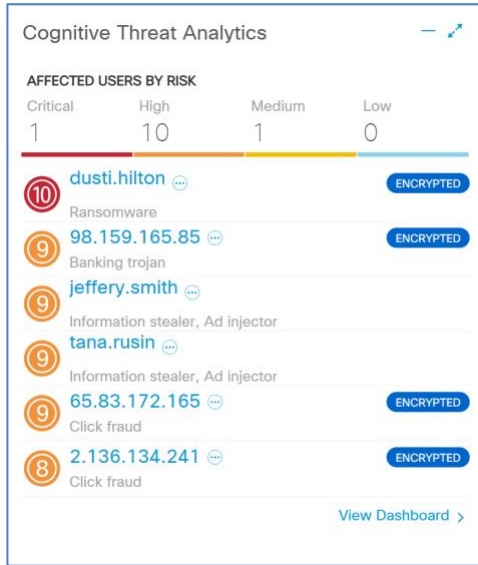 Cognitive Threat Analytics
AFFECTED USERS BY RISK
Critical High Medium Low
1 10 1 0
10 dusti.hilton ENCRYPTED
Ransomware
9 98.159.165.85 ENCRYPTED
Banking trojan
9 jeffery.smith
Information stealer, Ad injector
9 tana.rusin
Information stealer, Ad injector
9 65.83.172.165 ENCRYPTED
Click fraud
8 2.136.134.241 ENCRYPTED
Click fraud
View Dashboard